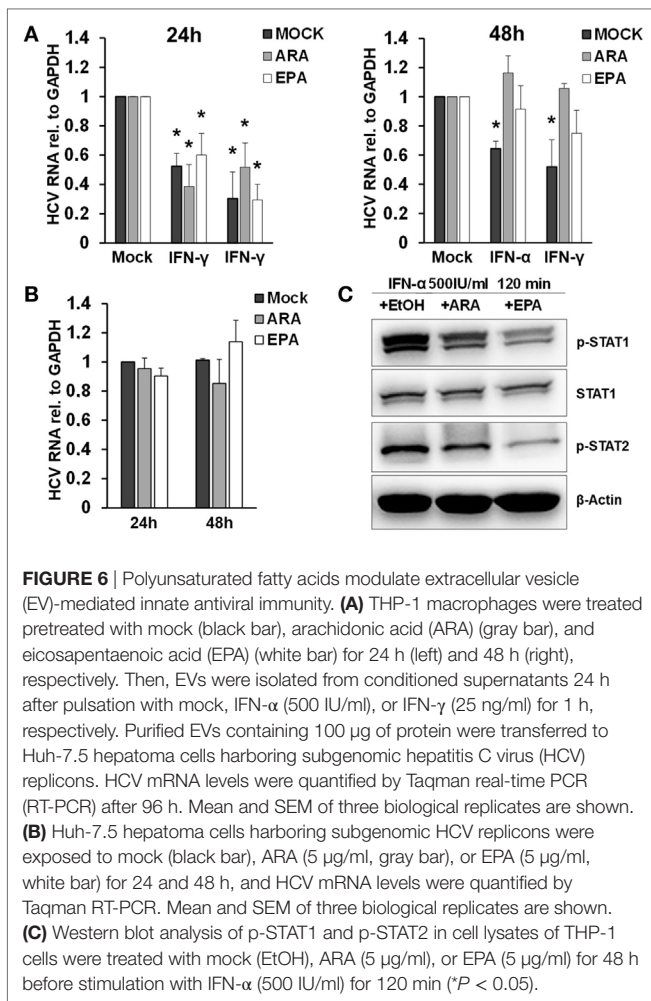 A
24h
MOCK
ARA
EPA
HCV RNA rel. to GAPDH
1.6
1.4
1.2
1
0.8
0.6
0.4
0.2
0
* * *
* * *
Mock IFN-γ IFN-γ
48h
MOCK
ARA
EPA
HCV RNA rel. to GAPDH
1.6
1.4
1.2
1
0.8
0.6
0.4
0.2
0
* *
Mock IFN-α IFN-γ
B
Mock
ARA
EPA
HCV RNA rel. to GAPDH
1.6
1.4
1.2
1
0.8
0.6
0.4
0.2
0
24h 48h
C
IFN-α 500IU/ml 120 min
+EtOH +ARA +EPA
p-STAT1
STAT1
p-STAT2
β-Actin
FIGURE 6 | Polyunsaturated fatty acids modulate extracellular vesicle
(EV)-mediated innate antiviral immunity. (A) THP-1 macrophages were treated
pretreated with mock (black bar), arachidonic acid (ARA) (gray bar), and
eicosapentaenoic acid (EPA) (white bar) for 24 h (left) and 48 h (right),
respectively. Then, EVs were isolated from conditioned supernatants 24 h
after pulsation with mock, IFN-α (500 IU/ml), or IFN-γ (25 ng/ml) for 1 h,
respectively. Purified EVs containing 100 µg of protein were transferred to
Huh-7.5 hepatoma cells harboring subgenomic hepatitis C virus (HCV)
replicons. HCV mRNA levels were quantified by Taqman real-time PCR
(RT-PCR) after 96 h. Mean and SEM of three biological replicates are shown.
(B) Huh-7.5 hepatoma cells harboring subgenomic HCV replicons were
exposed to mock (black bar), ARA (5 µg/ml, gray bar), or EPA (5 µg/ml,
white bar) for 24 and 48 h, and HCV mRNA levels were quantified by
Taqman RT-PCR. Mean and SEM of three biological replicates are shown.
(C) Western blot analysis of p-STAT1 and p-STAT2 in cell lysates of THP-1
cells were treated with mock (EtOH), ARA (5 µg/ml), or EPA (5 µg/ml) for 48 h
before stimulation with IFN-α (500 IU/ml) for 120 min (*P < 0.05).